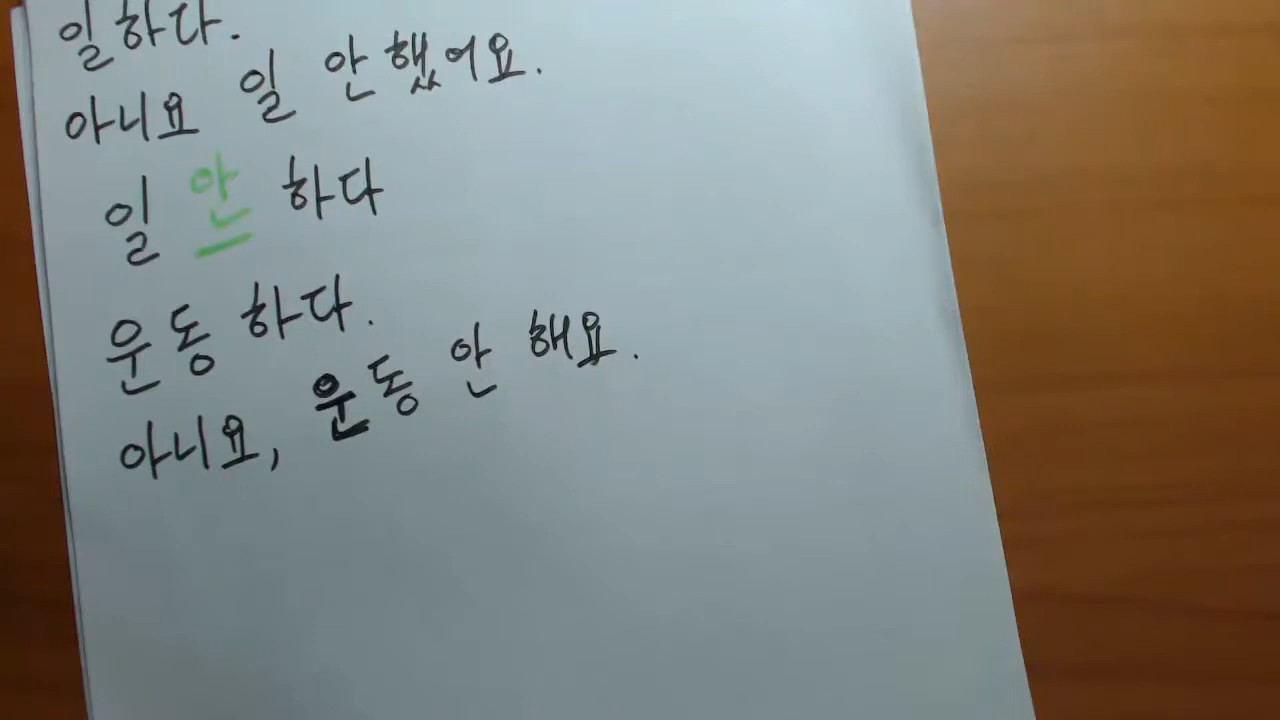 일하다.
아니요 일 안했어요.
일 안 하다
운동 하다.
아니요, 운동 안 해요.